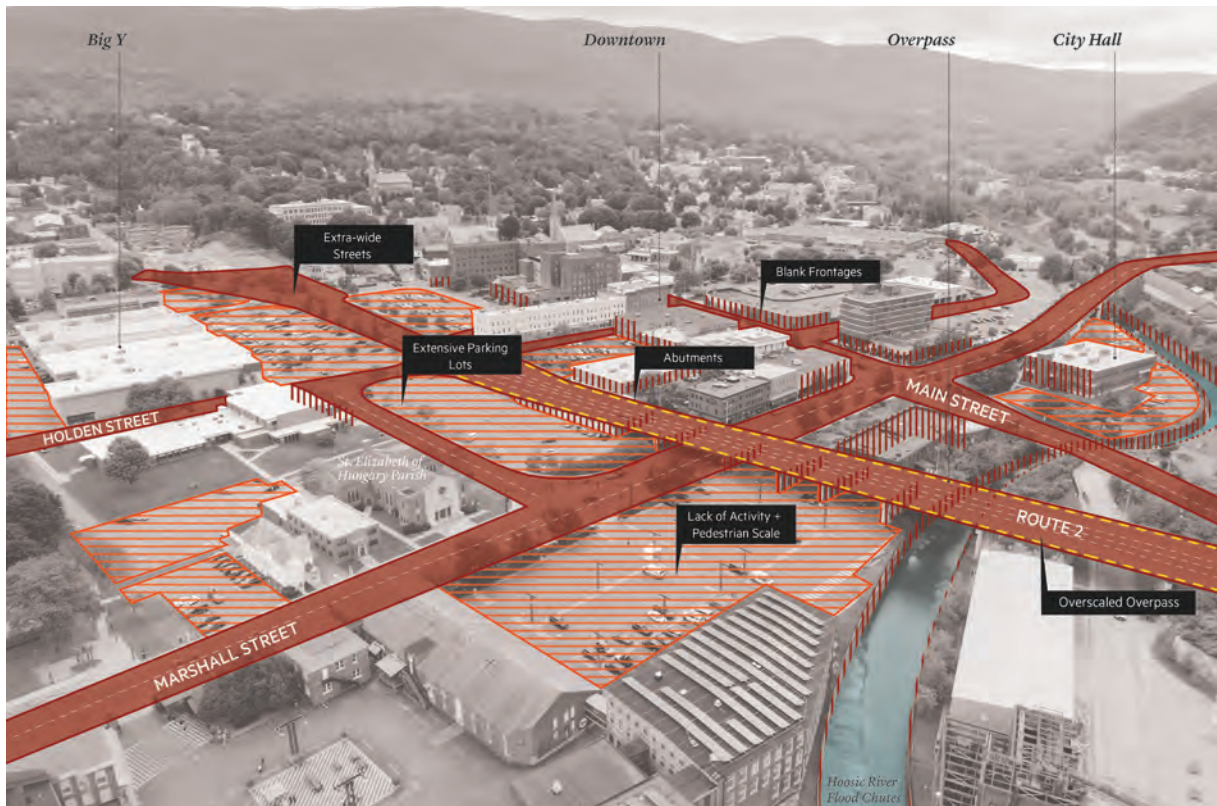 Big Y
Downtown
Overpass
City Hall
Extra-wide
Streets
Blank Frontages
Extensive Parking
Lots
Abutments
MAIN STREET
HOLDEN STREET
St. Elizabeth of
Hungary Parish
Lack of Activity +
Pedestrian Scale
ROUTE 2
Overscaled Overpass
MARSHALL STREET
Hoosic River
Flood Chutes